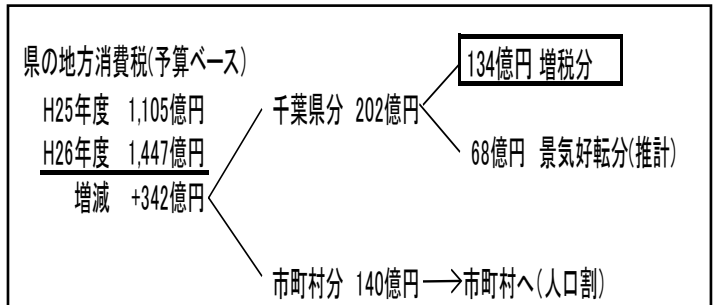 県の地方消費税(予算ベース)
H25年度 1,105億円
H26年度 1,447億円
増減 +342億円
千葉県分 202億円
134億円 増税分
68億円 景気好転分(推計)
市町村分 140億円→市町村へ(人口割)